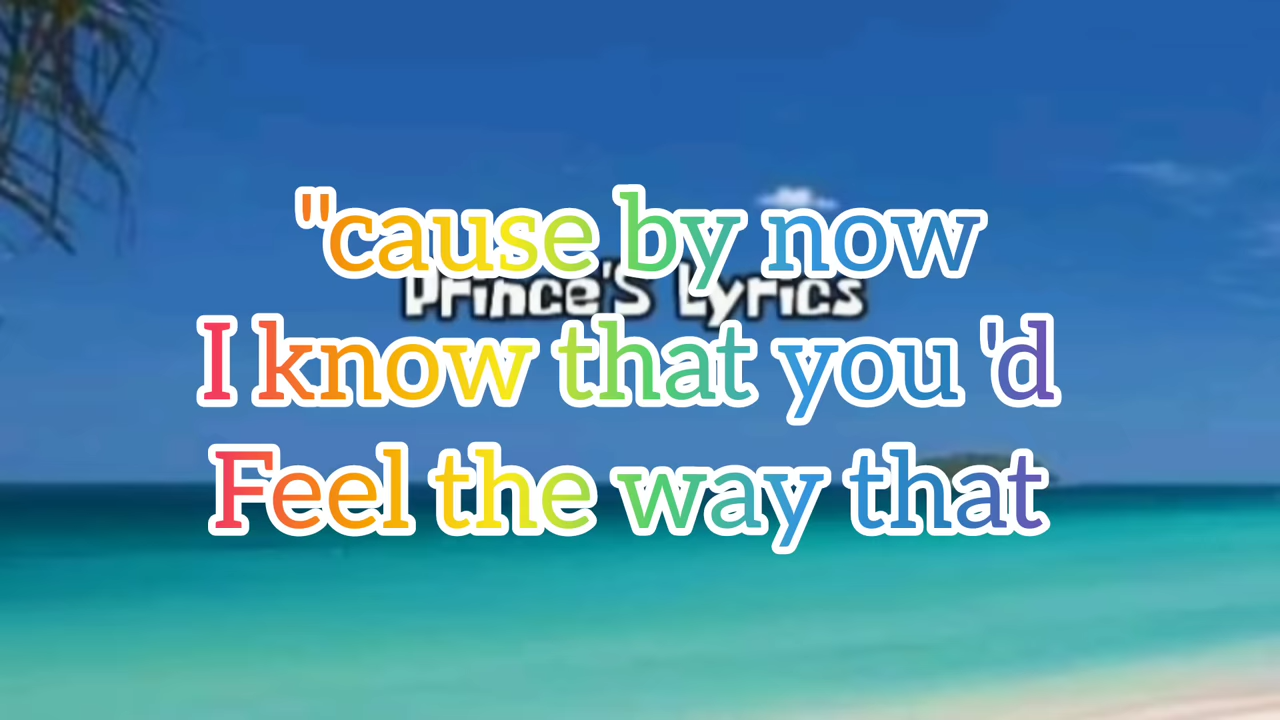 "cause by now
Prince'S Lyrics
I know that you 'd
Feel the way that